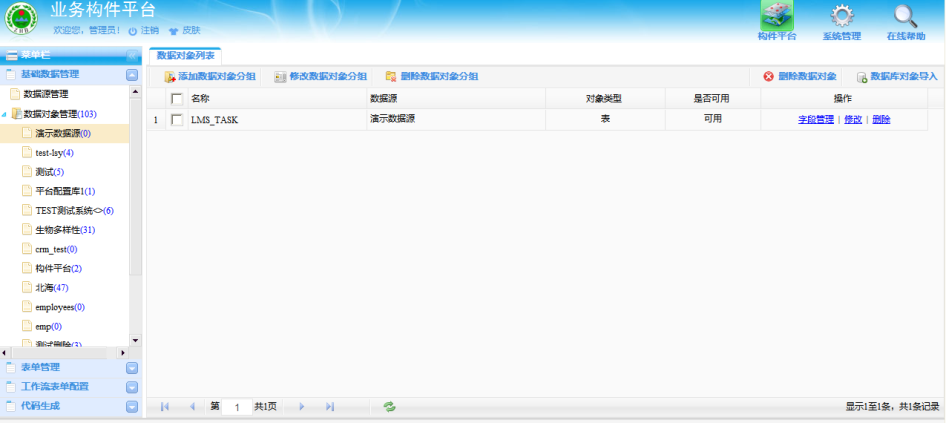 业务构件平台
欢迎您，管理员！ 注销 皮肤
构件平台 系统管理 在线帮助
菜单栏
基础数据管理
数据源管理
数据对象管理(103)
演示数据源(0)
test-lsy(4)
测试(5)
平台配置库1(1)
TEST测试系统<>(6)
生物多样性(31)
crm_test(0)
构件平台(2)
北海(47)
employees(0)
emp(0)
测试删除(3)
表单管理
工作流表单配置
代码生成
数据对象列表
添加数据对象分组 修改数据对象分组 删除数据对象分组 删除数据对象 数据库对象导入
名称 数据源 对象类型 是否可用 操作
1 LMS_TASK 演示数据源 表 可用 字段管理 | 修改 | 删除
第 1 共1页 显示1至1条，共1条记录